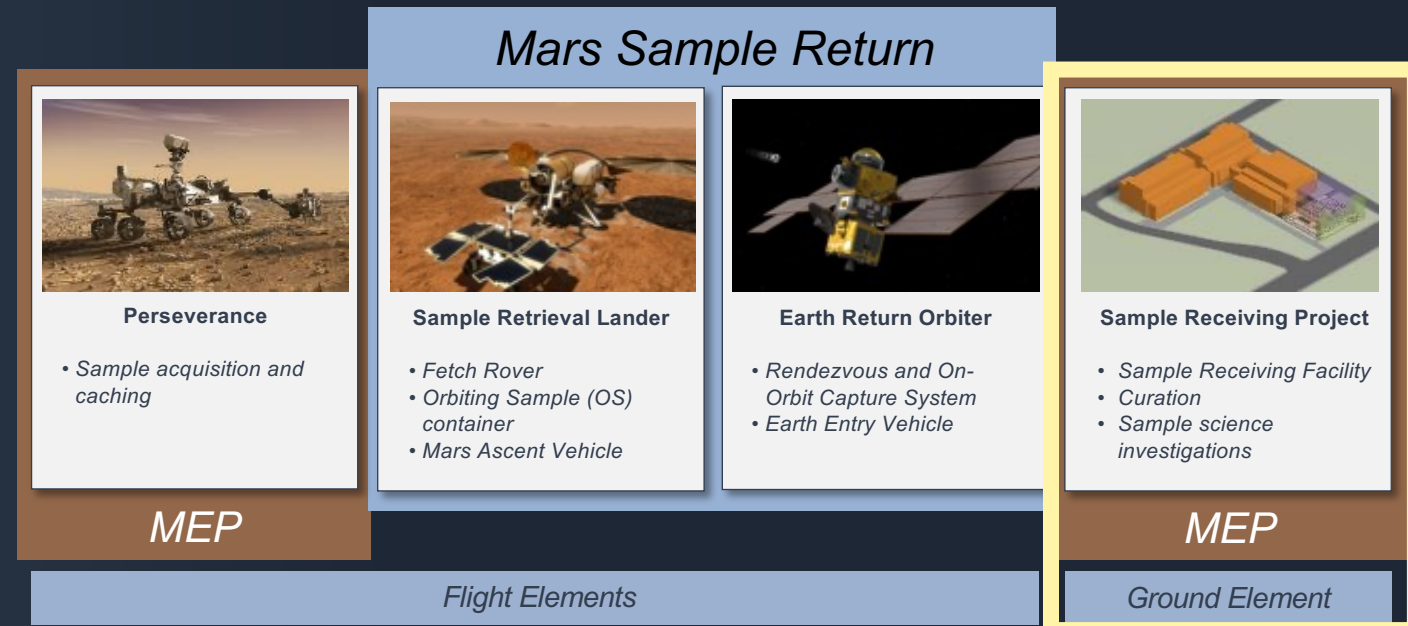 Mars Sample Return
Perseverance
• Sample acquisition and
caching
MEP
Sample Retrieval Lander
• Fetch Rover
• Orbiting Sample (OS)
container
• Mars Ascent Vehicle
Earth Return Orbiter
• Rendezvous and On-
Orbit Capture System
• Earth Entry Vehicle
Sample Receiving Project
• Sample Receiving Facility
• Curation
• Sample science
investigations
MEP
Flight Elements
Ground Element